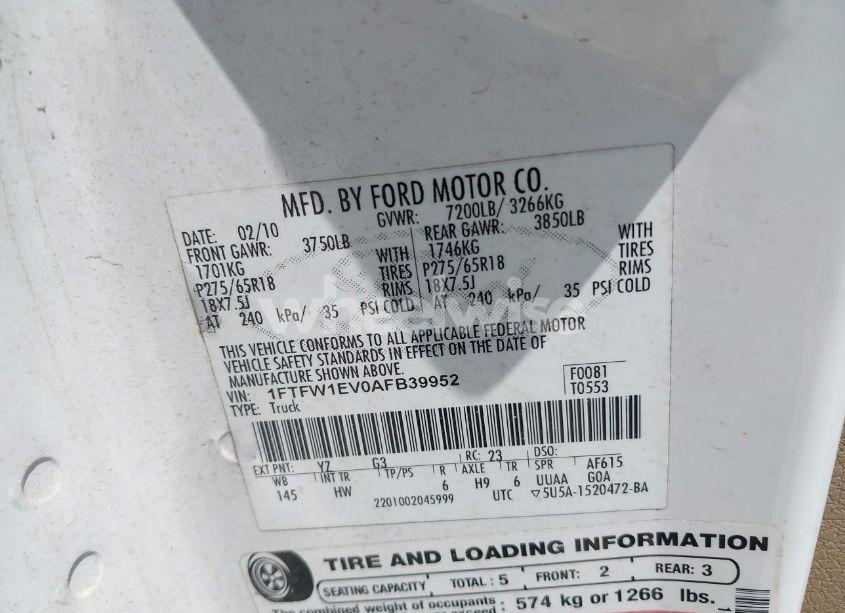 MFD. BY FORD MOTOR CO.
DATE: 02/10 GVWR: 7200LB/ 3266KG
FRONT GAWR: 3750LB REAR GAWR: 3850LB
1701KG WITH 1746KG WITH
P275/65R18 TIRES P275/65R18 TIRES
18X7.5J RIMS 18X7.5J RIMS
AT 240 kPa/ 35 PSI COLD AT 240 kPa/ 35 PSI COLD
THIS VEHICLE CONFORMS TO ALL APPLICABLE FEDERAL MOTOR
VEHICLE SAFETY STANDARDS IN EFFECT ON THE DATE OF
MANUFACTURE SHOWN ABOVE.
VIN: 1FTFW1EV0AFB39952 F0081
TYPE: Truck T0553
EXT PNT: YZ G3 RC: 23 DSO:
WB INT TR TP/PS R AXLE TR SPR AF615
145 HW 6 H9 6 UUAA G0A
2201002045999 UTC ▽5U5A-1520472-BA
wheelwise
TIRE AND LOADING INFORMATION
SEATING CAPACITY TOTAL : 5 FRONT: 2 REAR: 3
The combined weight of occupants : 574 kg or 1266 lbs.